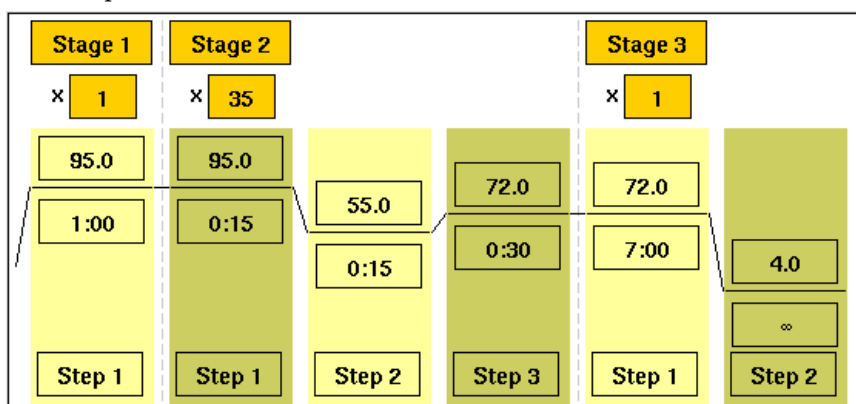 Stage 1 Stage 2 Stage 3
x 1 x 35 x 1
95.0 95.0 55.0 72.0 72.0 4.0
1:00 0:15 0:15 0:30 7:00 ∞
Step 1 Step 1 Step 2 Step 3 Step 1 Step 2